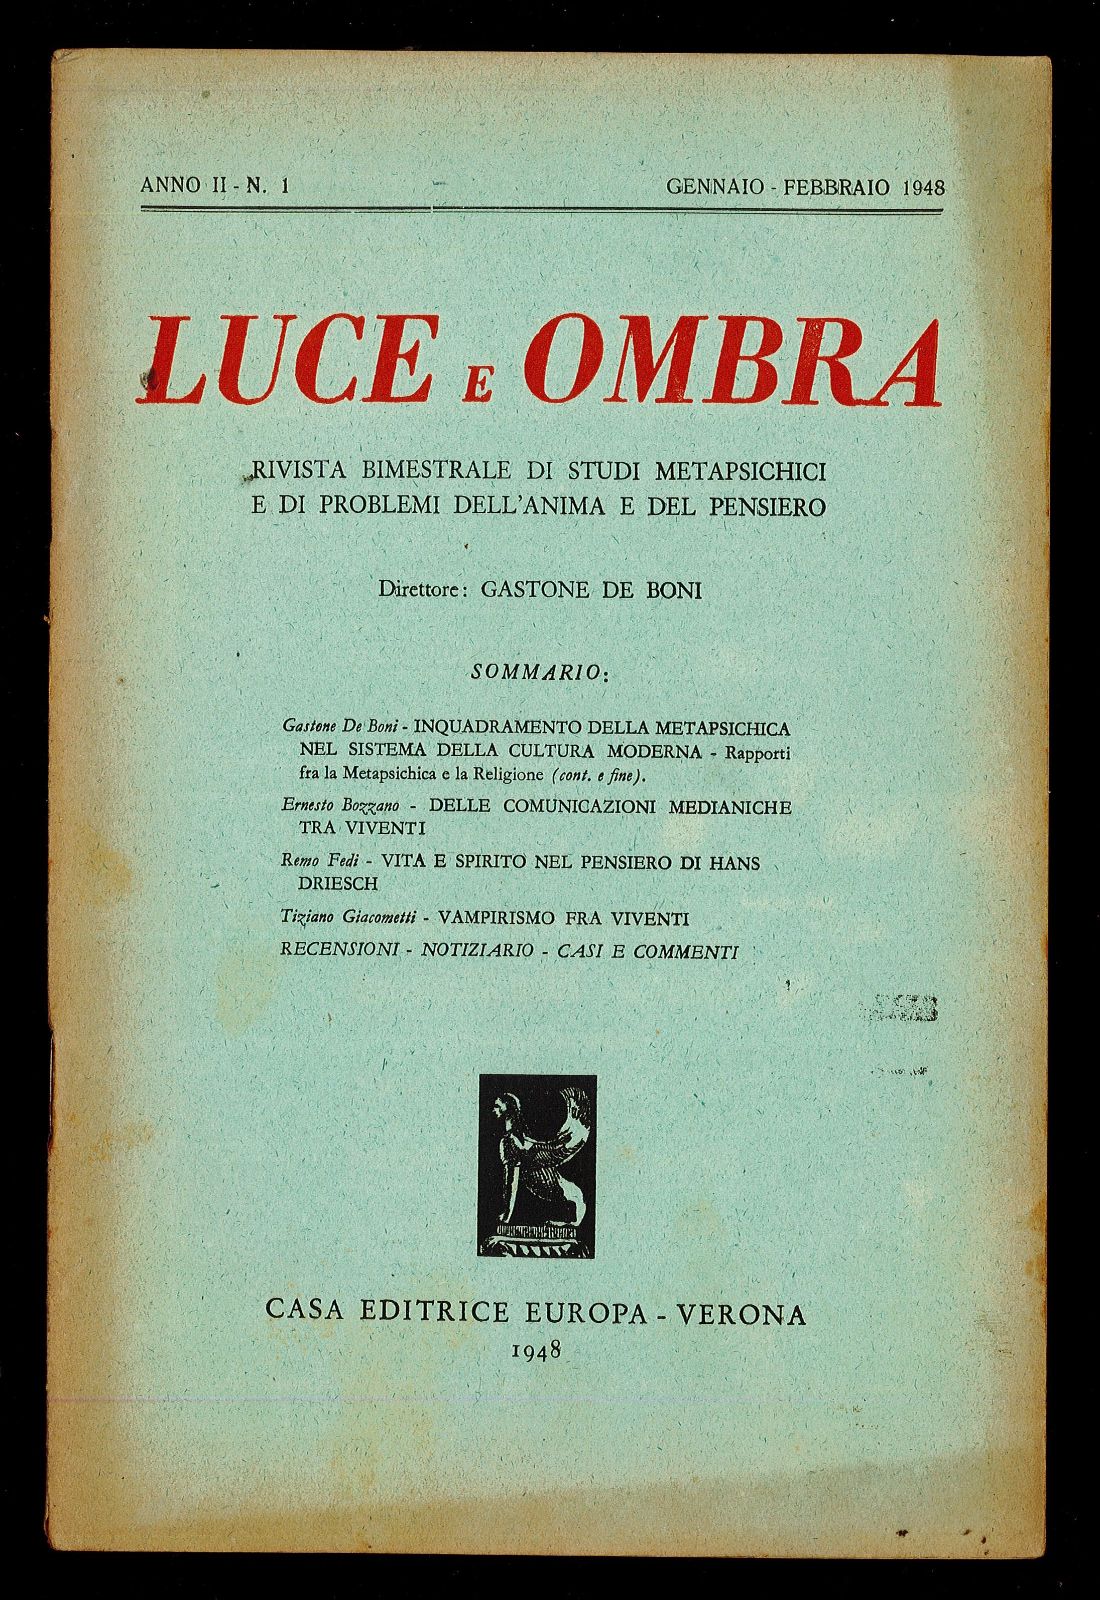 ANNO II - N. 1
GENNAIO - FEBBRAIO 1948
LUCE E OMBRA
RIVISTA BIMESTRALE DI STUDI METAPSICHICI
E DI PROBLEMI DELL'ANIMA E DEL PENSIERO
Direttore: GASTONE DE BONI
SOMMARIO:
Gastone De Boni - INQUADRAMENTO DELLA METAPSICHICA
NEL SISTEMA DELLA CULTURA MODERNA - Rapporti
fra la Metapsichica e la Religione (cont. e fine).
Ernesto Bozzano - DELLE COMUNICAZIONI MEDIANICHE
TRA VIVENTI
Remo Fedi - VITA E SPIRITO NEL PENSIERO DI HANS
DRIESCH
Tiziano Giacometti - VAMPIRISMO FRA VIVENTI
RECENSIONI - NOTIZIARIO - CASI E COMMENTI
CASA EDITRICE EUROPA - VERONA
1948